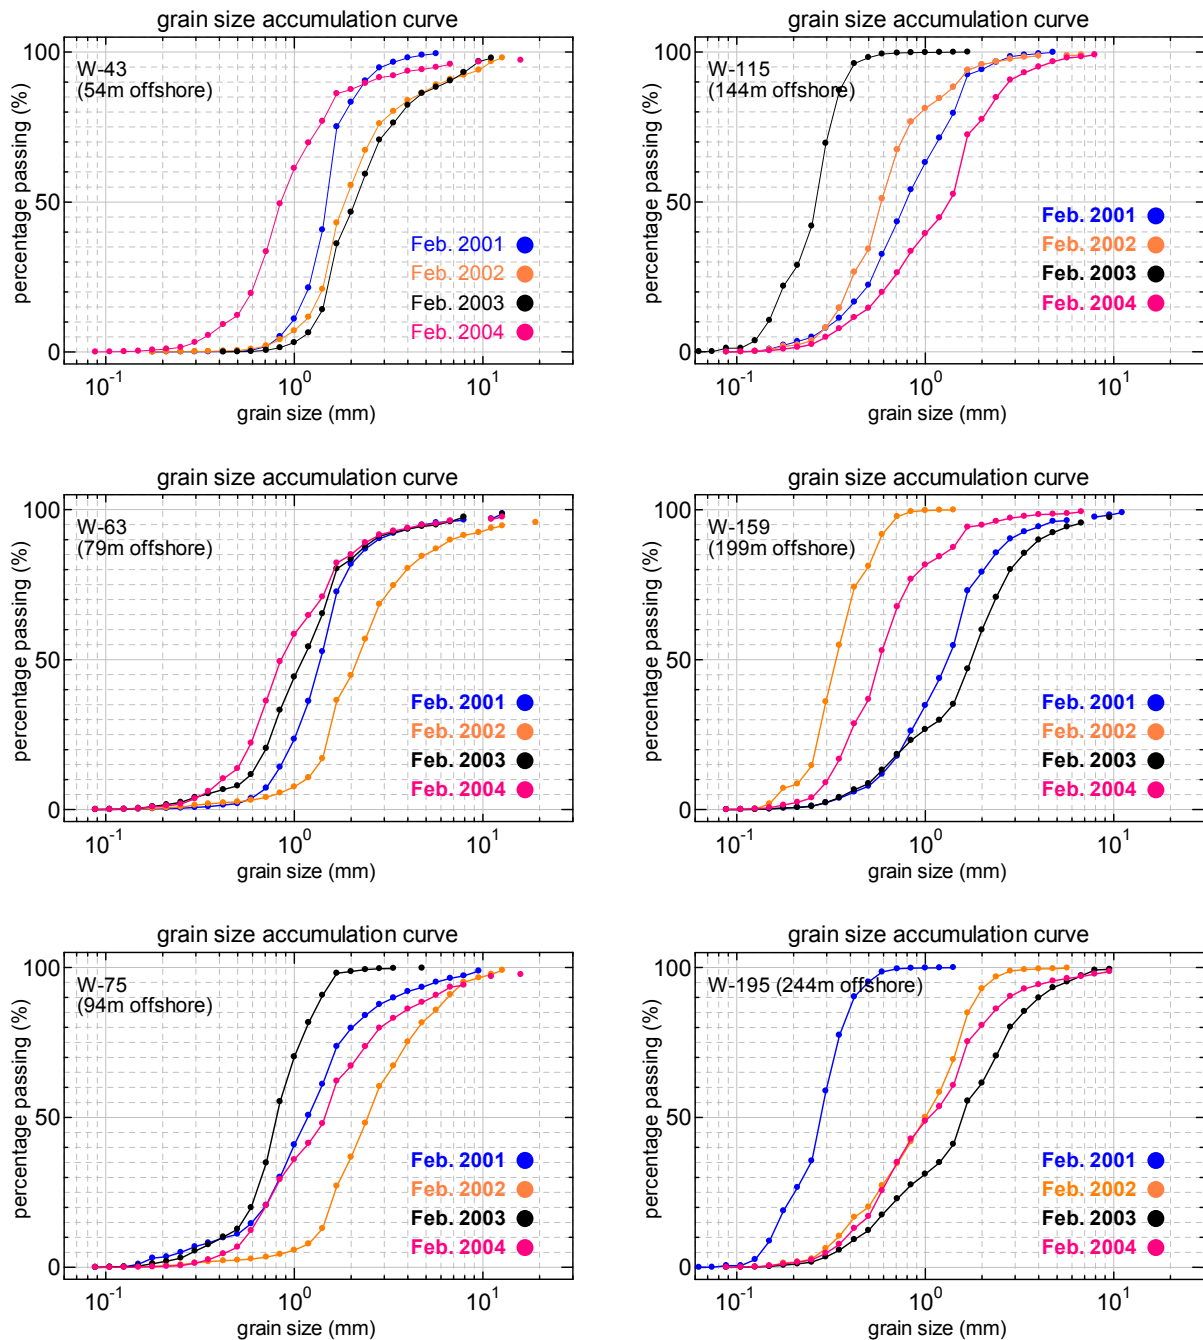 grain size accumulation curve
percentage passing (%)
100
50
0
W-43
(54m offshore)
Feb. 2001
Feb. 2002
Feb. 2003
Feb. 2004
10^-1
10^0
10^1
grain size (mm)
grain size accumulation curve
percentage passing (%)
100
50
0
W-115
(144m offshore)
Feb. 2001
Feb. 2002
Feb. 2003
Feb. 2004
10^-1
10^0
10^1
grain size (mm)
grain size accumulation curve
percentage passing (%)
100
50
0
W-63
(79m offshore)
Feb. 2001
Feb. 2002
Feb. 2003
Feb. 2004
10^-1
10^0
10^1
grain size (mm)
grain size accumulation curve
percentage passing (%)
100
50
0
W-159
(199m offshore)
Feb. 2001
Feb. 2002
Feb. 2003
Feb. 2004
10^-1
10^0
10^1
grain size (mm)
grain size accumulation curve
percentage passing (%)
100
50
0
W-75
(94m offshore)
Feb. 2001
Feb. 2002
Feb. 2003
Feb. 2004
10^-1
10^0
10^1
grain size (mm)
grain size accumulation curve
percentage passing (%)
100
50
0
W-195 (244m offshore)
Feb. 2001
Feb. 2002
Feb. 2003
Feb. 2004
10^-1
10^0
10^1
grain size (mm)